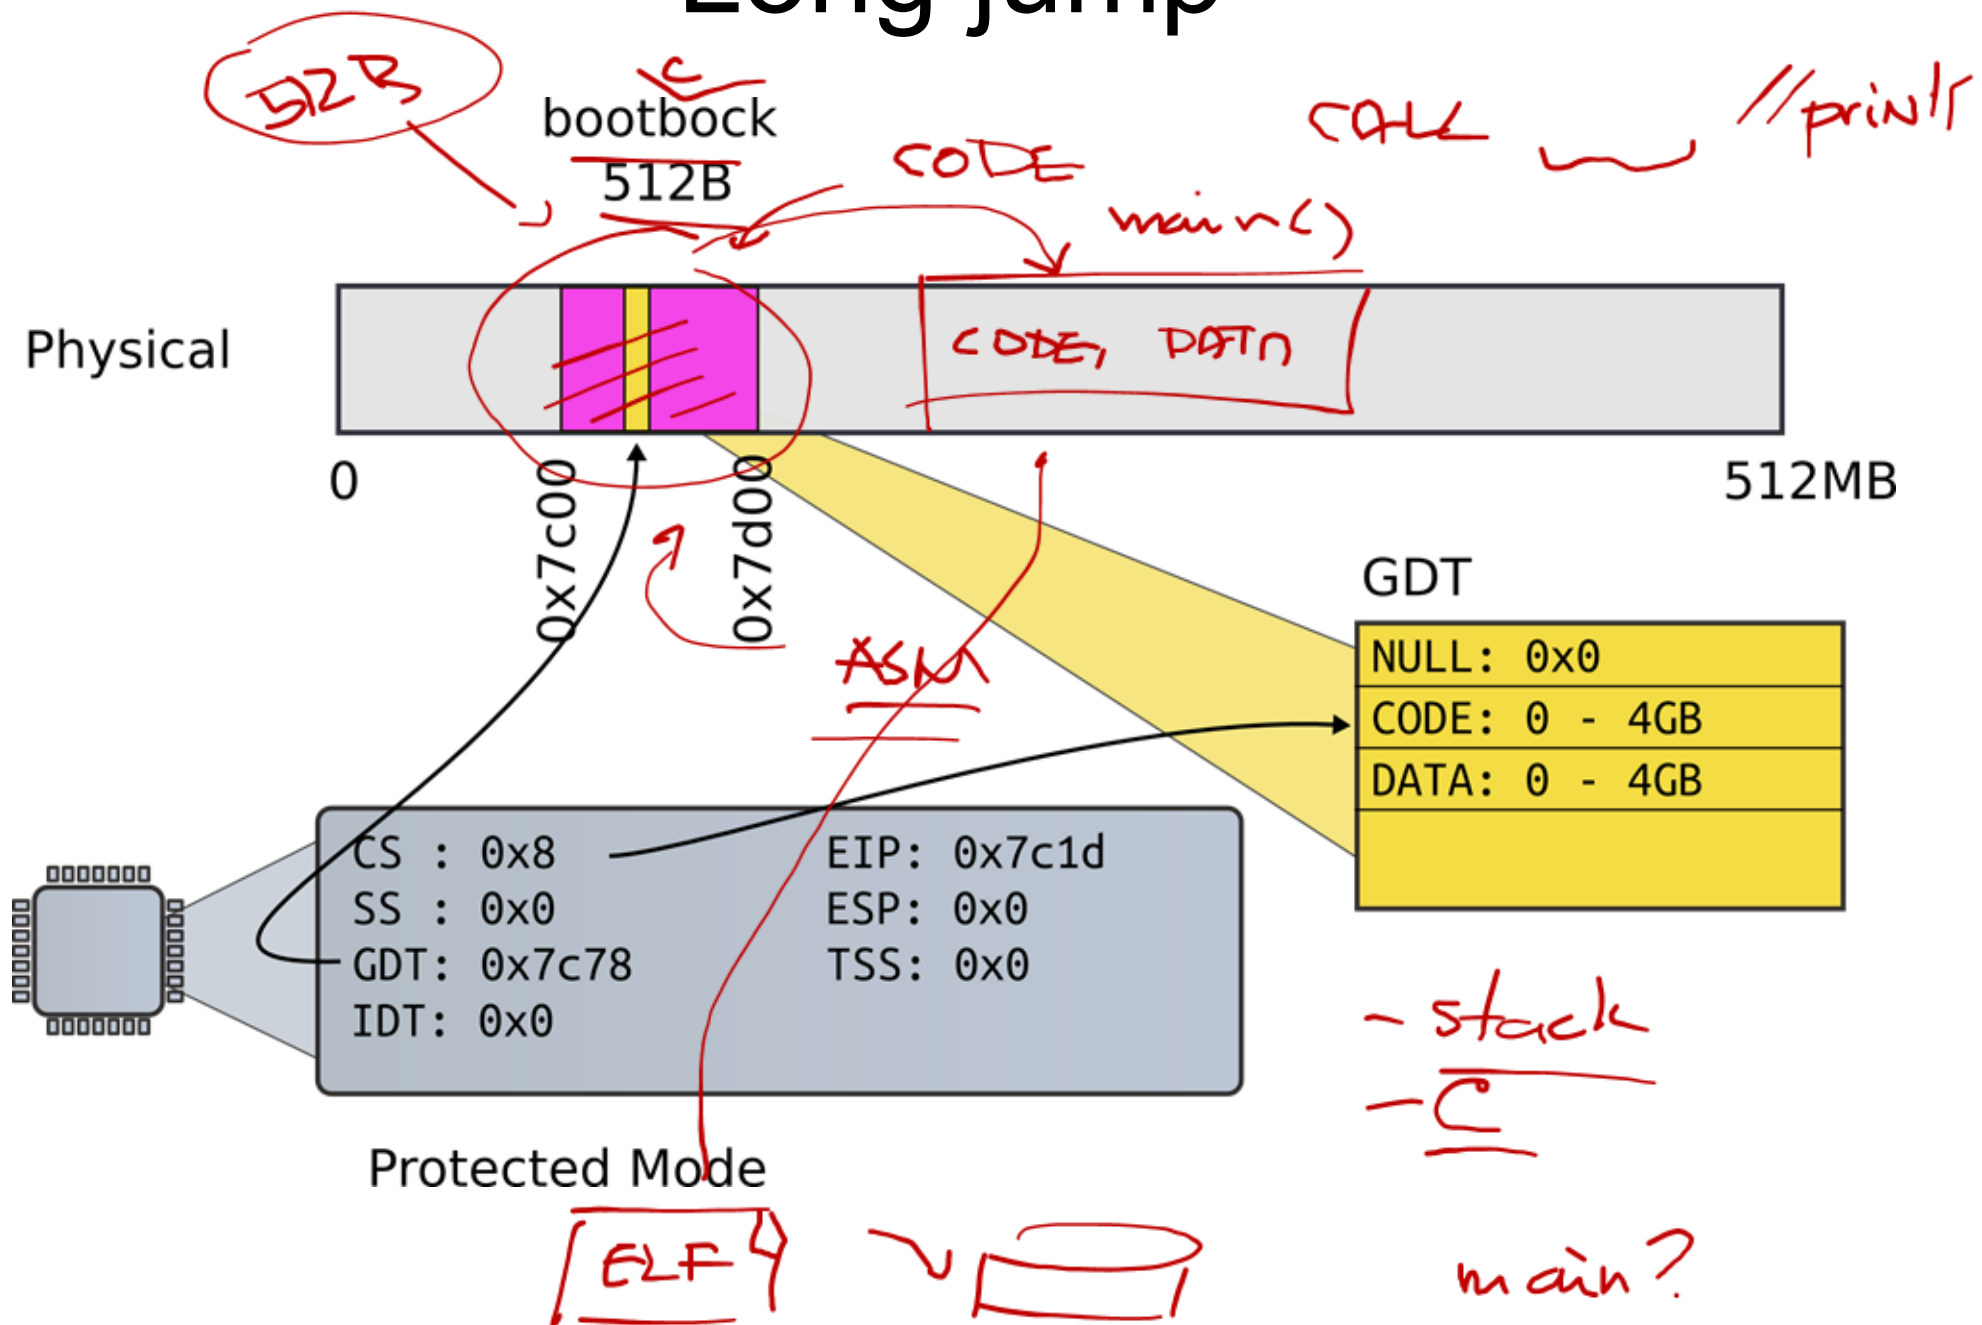 Long jump
512B
C
bootbock
512B
CODE
CALL
//printf
main()
Physical
CODE, DATA
0
0x7c00
0x7d00
512MB
GDT
ASM
NULL: 0x0
CODE: 0 - 4GB
DATA: 0 - 4GB
CS : 0x8
EIP: 0x7c1d
SS : 0x0
ESP: 0x0
GDT: 0x7c78
TSS: 0x0
IDT: 0x0
- stack
- C
Protected Mode
ELF
main?